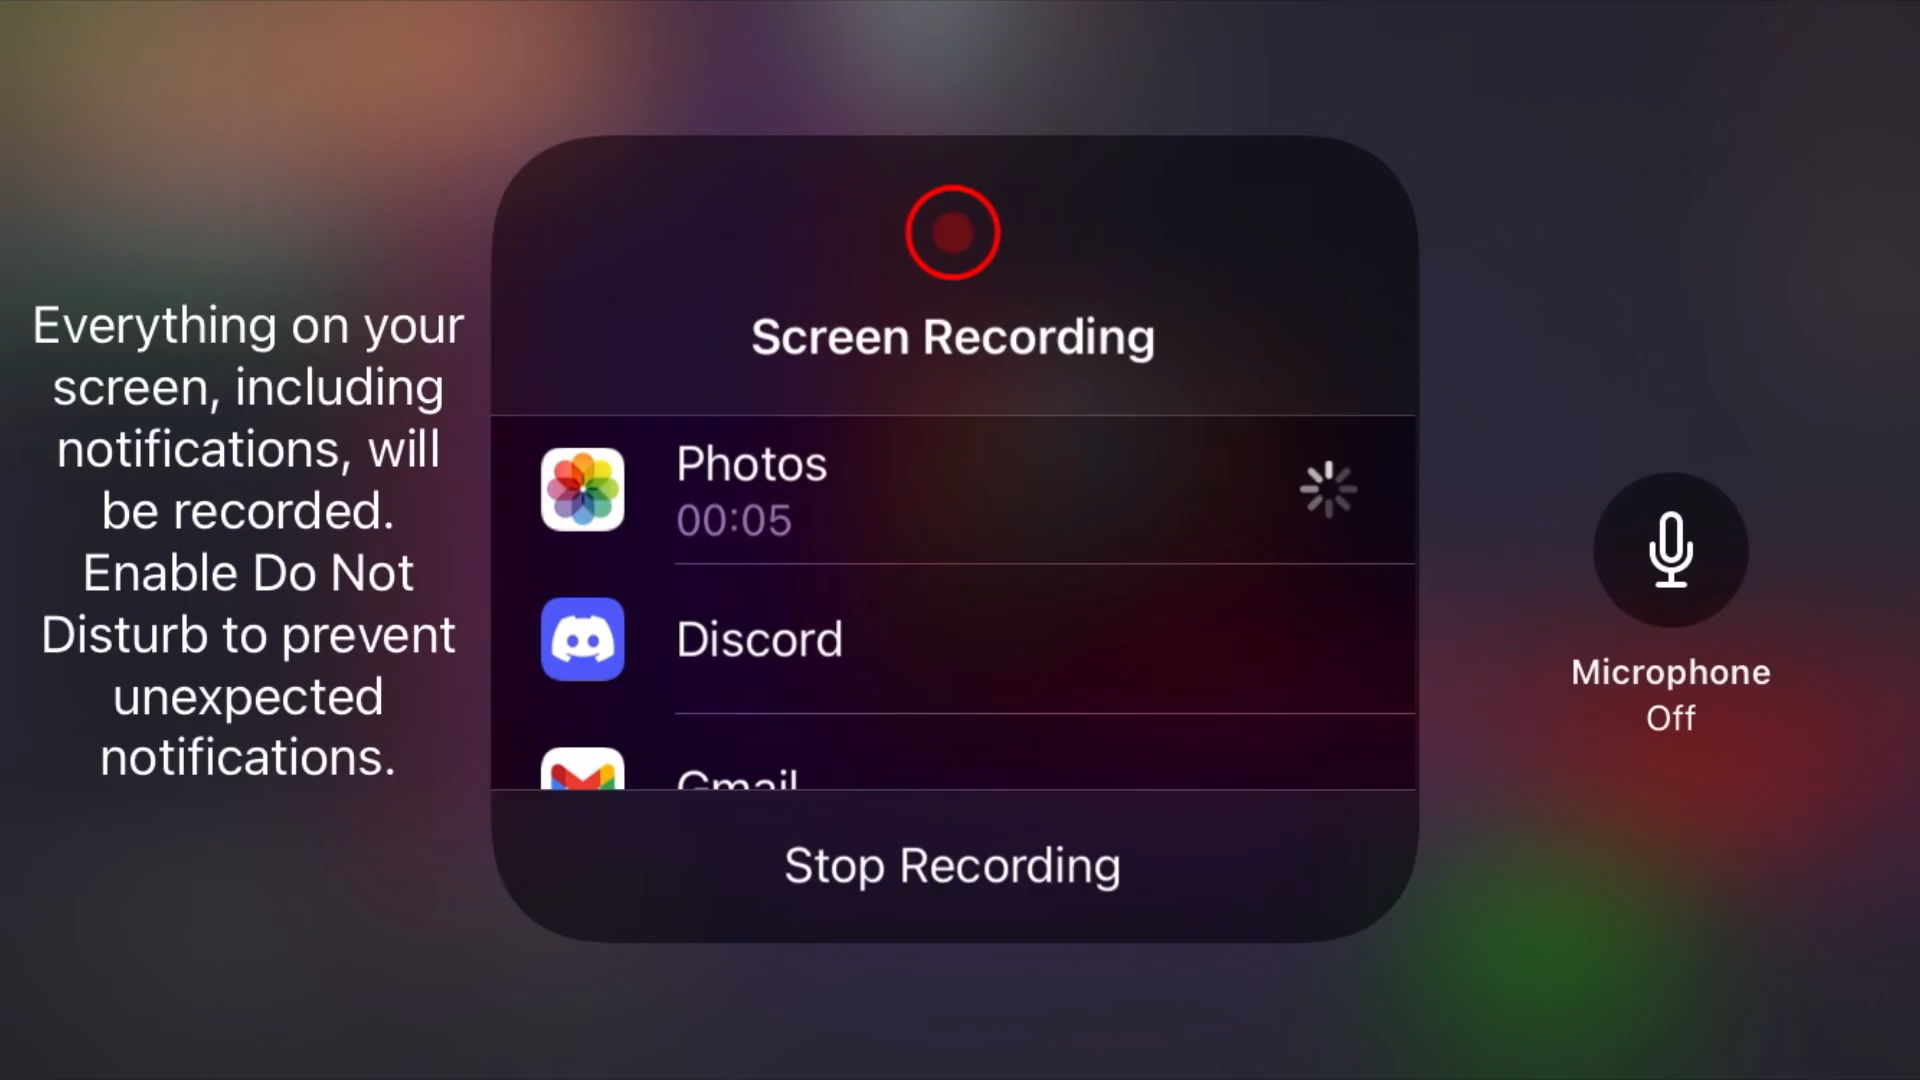 Everything on your
screen, including
notifications, will
be recorded.
Enable Do Not
Disturb to prevent
unexpected
notifications.
Screen Recording
Photos
00:05
Discord
Gmail
Stop Recording
Microphone
Off